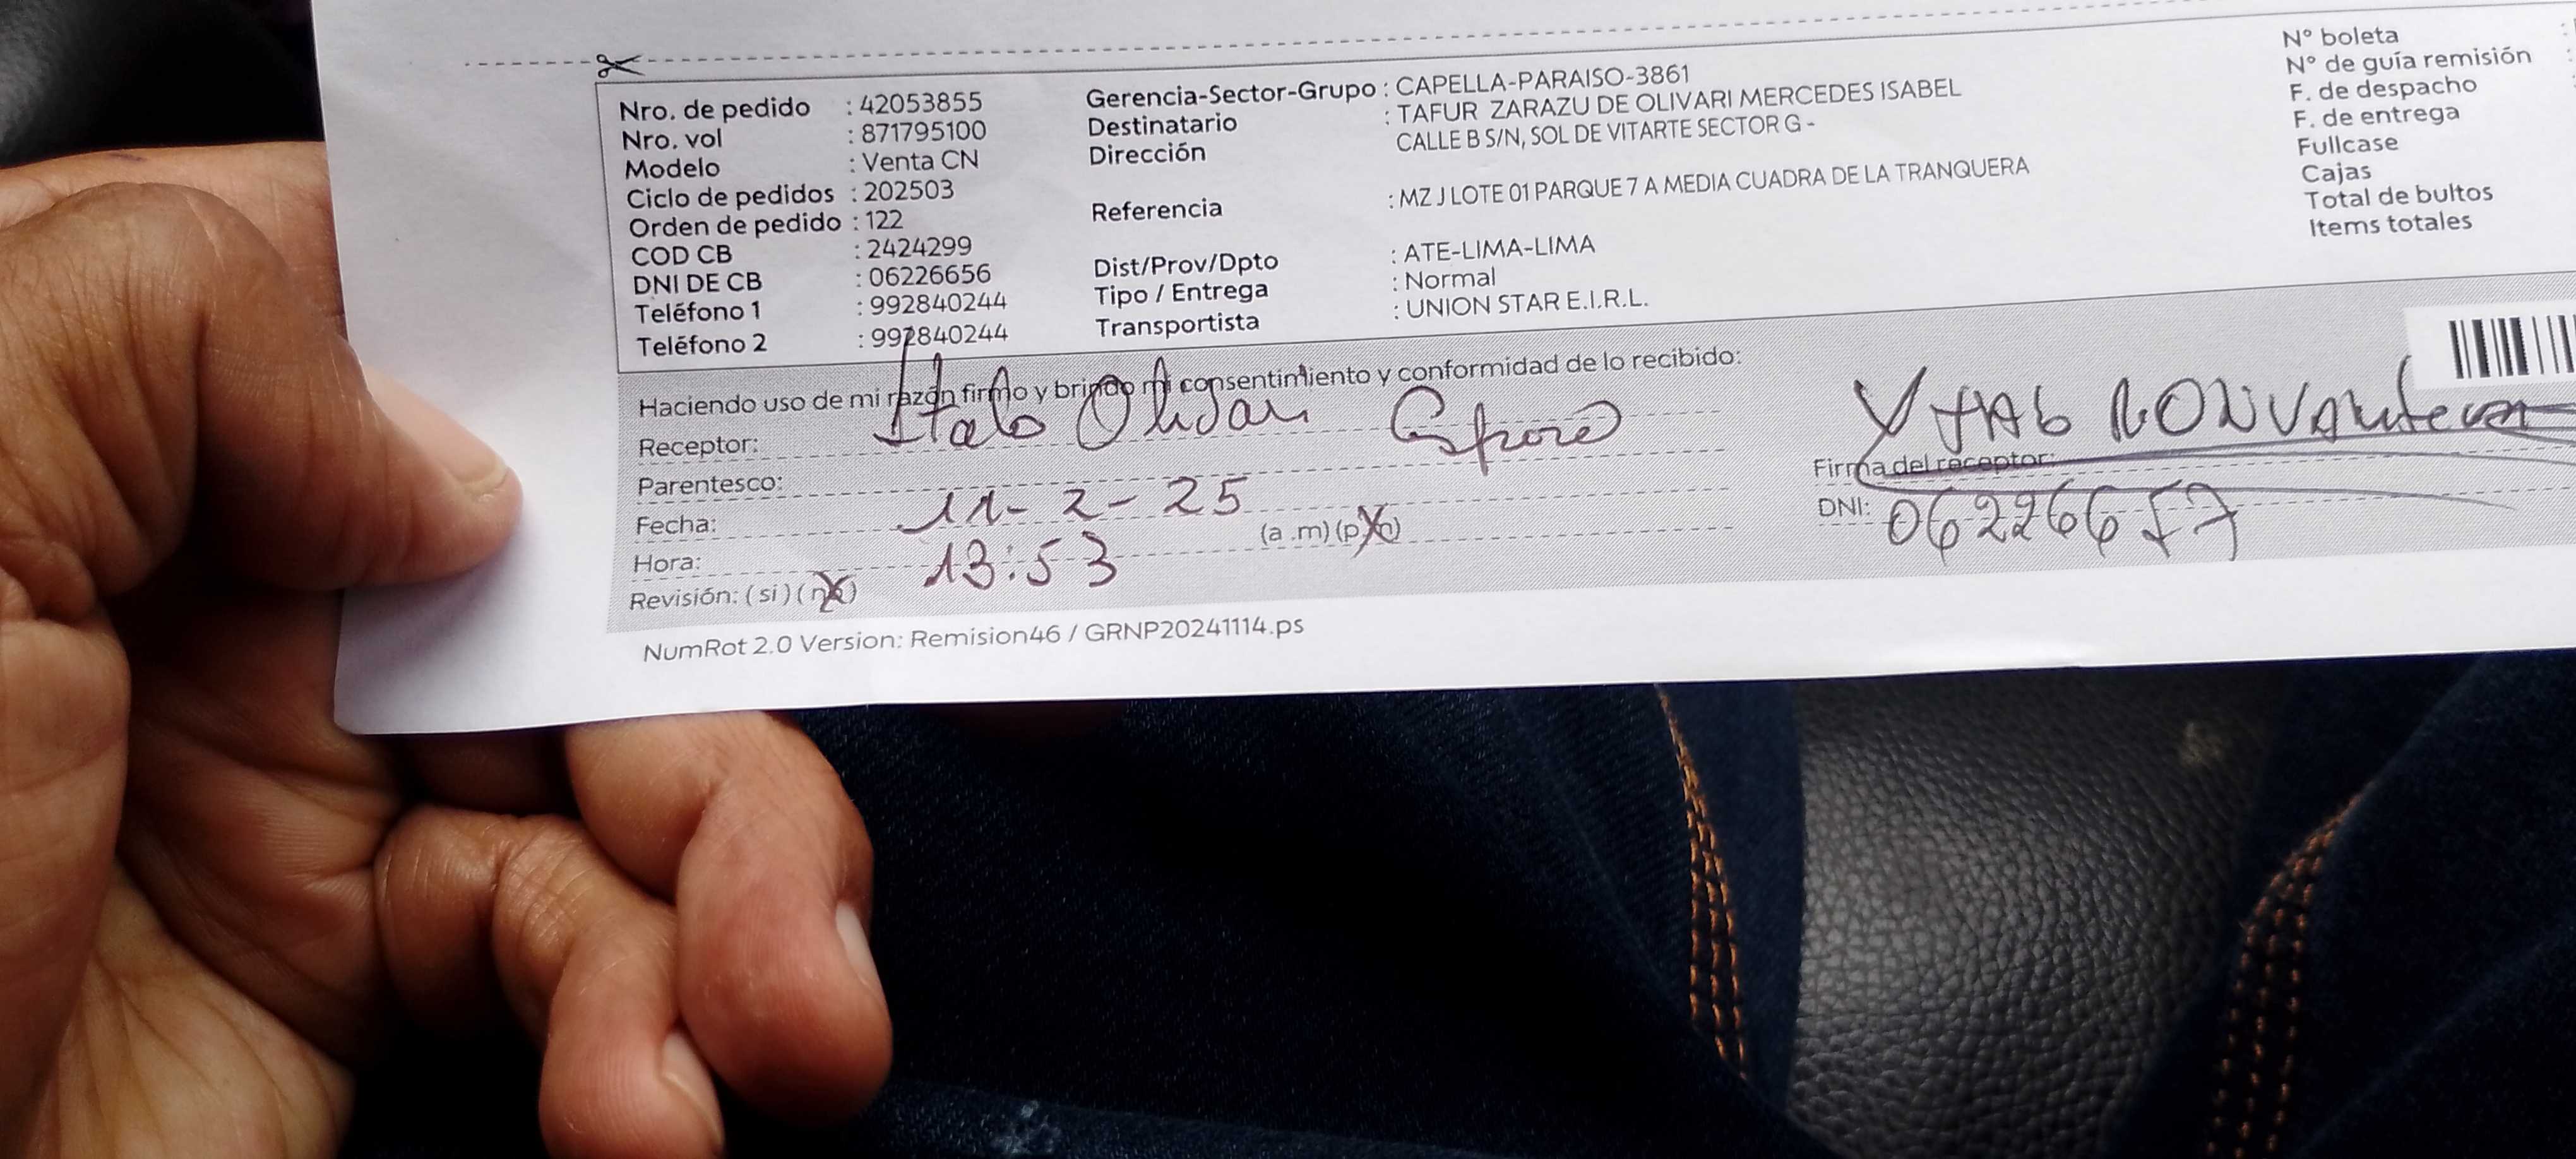 Nro. de pedido : 42053855
Nro. vol : 871795100
Modelo : Venta CN
Ciclo de pedidos : 202503
Orden de pedido : 122
COD CB : 2424299
DNI DE CB : 06226656
Teléfono 1 : 992840244
Teléfono 2 : 992840244
Gerencia-Sector-Grupo : CAPELLA-PARAISO-3861
Destinatario : TAFUR ZARAZU DE OLIVARI MERCEDES ISABEL
Dirección CALLE B S/N, SOL DE VITARTE SECTOR G -
Referencia : MZ J LOTE 01 PARQUE 7 A MEDIA CUADRA DE LA TRANQUERA
Dist/Prov/Dpto : ATE-LIMA-LIMA
Tipo / Entrega : Normal
Transportista : UNION STAR E.I.R.L.
N° boleta :
N° de guía remisión :
F. de despacho
F. de entrega
Fullcase
Cajas
Total de bultos
Items totales
Haciendo uso de mi razón firmo y brindo mi consentimiento y conformidad de lo recibido:
Receptor: Italo Olivari
Parentesco:
Fecha: 11-2-25
Hora: 13:53 (a.m) (p.m)
Revisión: (si) (no)
Firma del receptor:
DNI: 06226657
NumRot 2.0 Version: Remision46 / GRNP20241114.ps